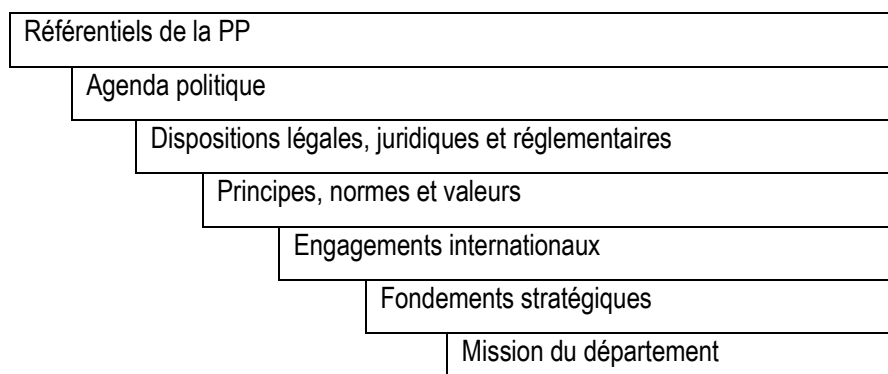 Référentiels de la PP
Agenda politique
Dispositions légales, juridiques et réglementaires
Principes, normes et valeurs
Engagements internationaux
Fondements stratégiques
Mission du département